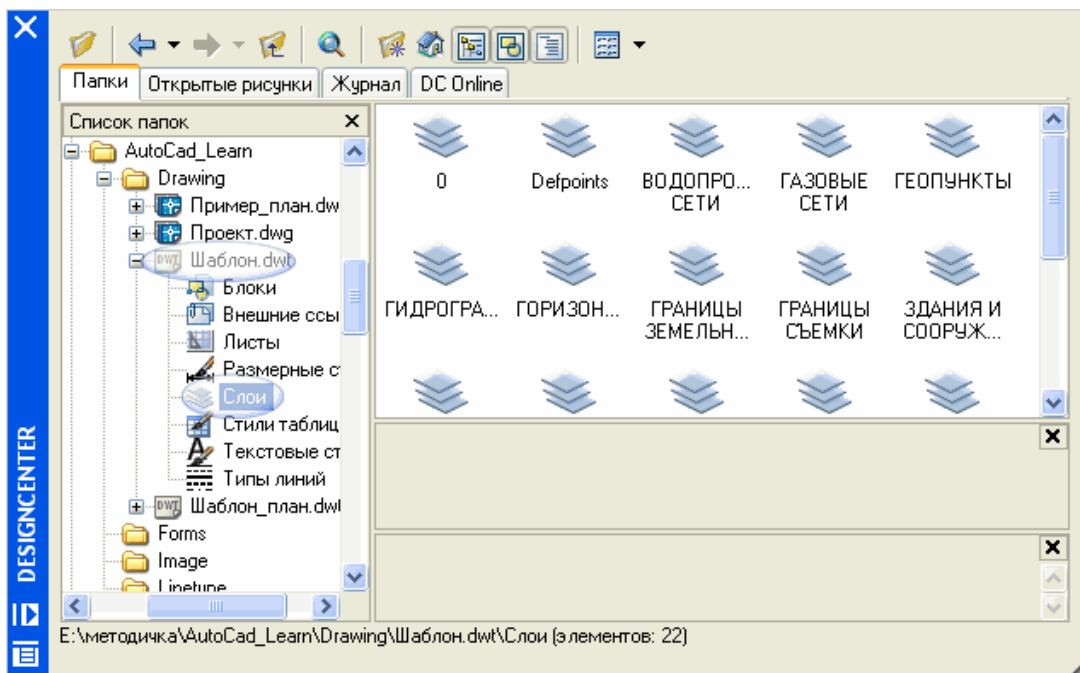 Папки
Открытые рисунки
Журнал
DC Online
Список папок
AutoCad_Learn
Drawing
Пример_план.dw
Проект.dwg
Шаблон.dwt
Блоки
Внешние ссы
Листы
Размерные с
Слои
Стили таблиц
Текстовые ст
Типы линий
Шаблон_план.dwt
Forms
Image
Linetype
0
Defpoints
ВОДОПРО...
СЕТИ
ГАЗОВЫЕ
СЕТИ
ГЕОПУНКТЫ
ГИДРОГРА...
ГОРИЗОН...
ГРАНИЦЫ
ЗЕМЕЛЬН...
ГРАНИЦЫ
СЪЕМКИ
ЗДАНИЯ И
СООРУЖ...
DESIGNCENTER
E:\методичка\AutoCad_Learn\Drawing\Шаблон.dwt\Слои (элементов: 22)